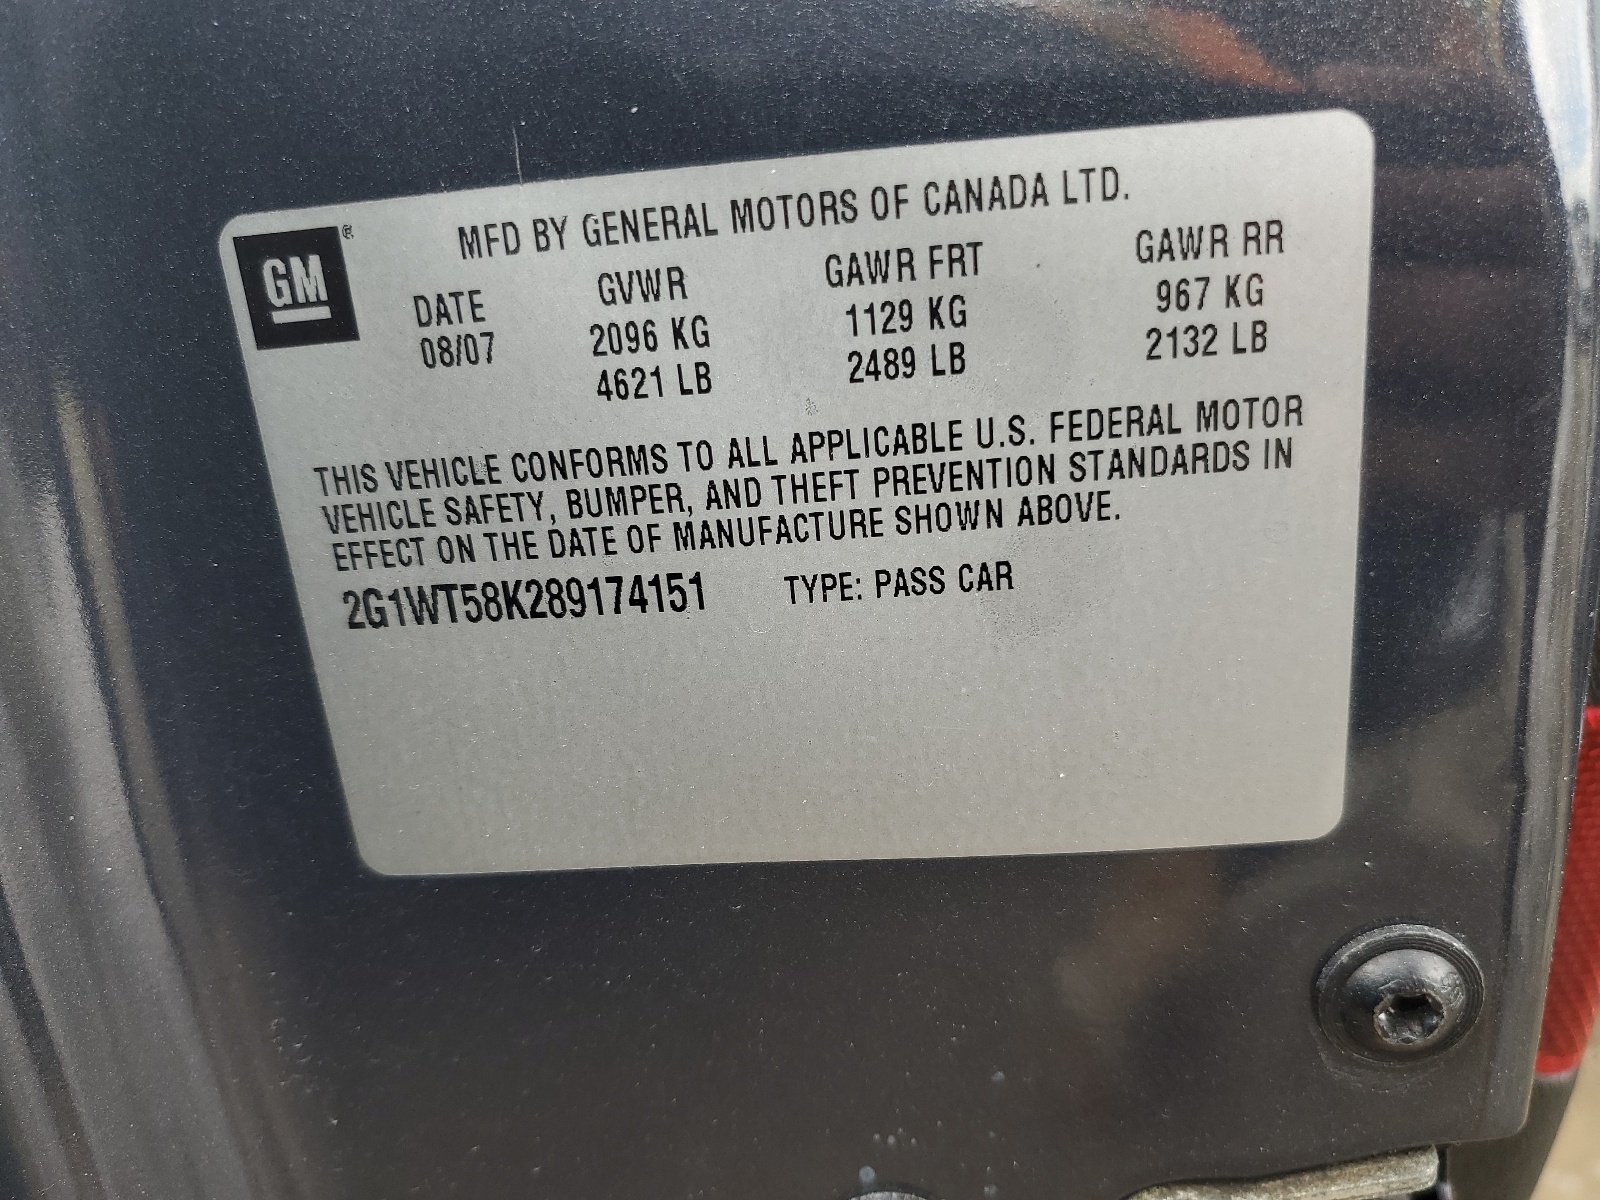 GM ®
MFD BY GENERAL MOTORS OF CANADA LTD.
DATE GVWR GAWR FRT GAWR RR
08/07 2096 KG 1129 KG 967 KG
4621 LB 2489 LB 2132 LB
THIS VEHICLE CONFORMS TO ALL APPLICABLE U.S. FEDERAL MOTOR
VEHICLE SAFETY, BUMPER, AND THEFT PREVENTION STANDARDS IN
EFFECT ON THE DATE OF MANUFACTURE SHOWN ABOVE.
2G1WT58K289174151 TYPE: PASS CAR